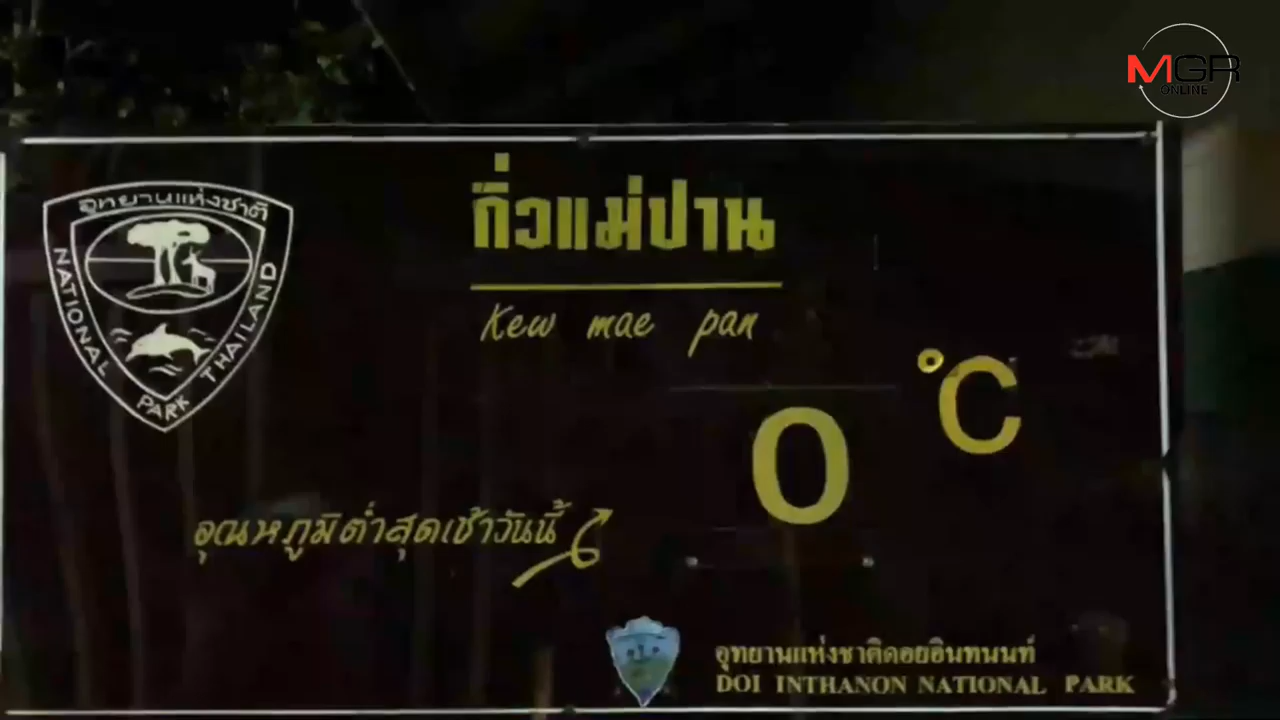 MGR
ONLINE
อุทยานแห่งชาติ
NATIONAL PARK THAILAND
กิ่วแม่ปาน
Kew mae pan
°C
0
อุณหภูมิต่ำสุดเช้าวันนี้
อุทยานแห่งชาติดอยอินทนนท์
DOI INTHANON NATIONAL PARK